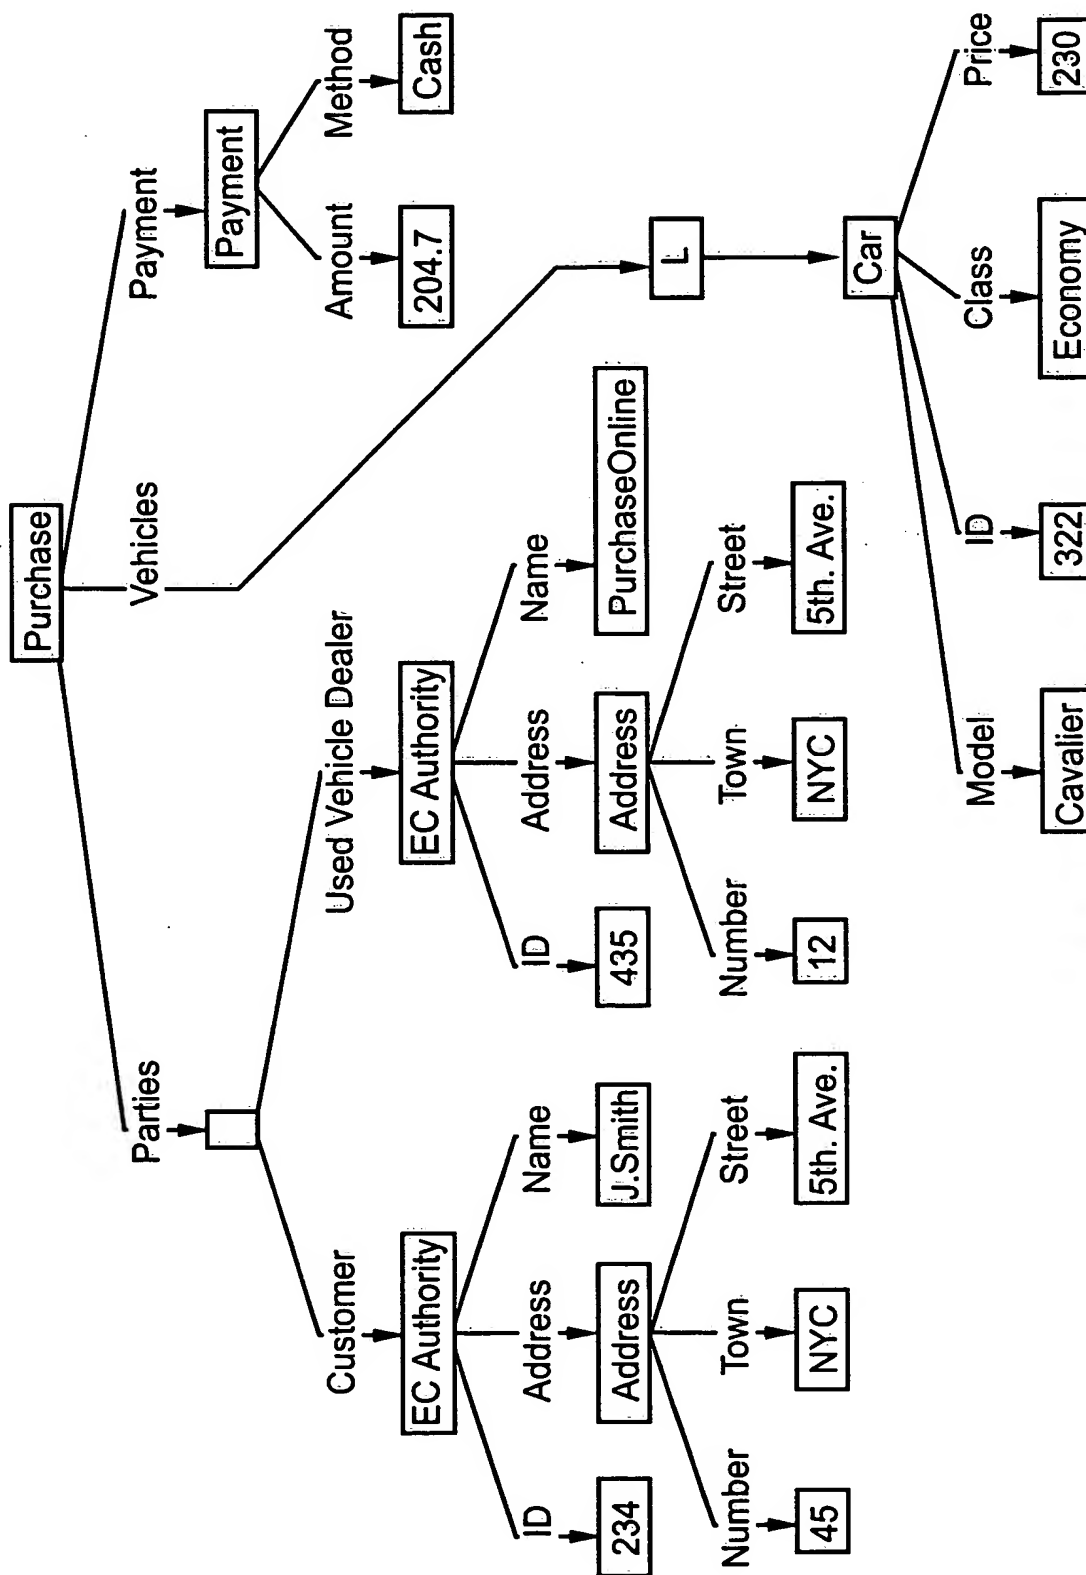 Purchase
Parties
Vehicles
Payment
Payment
Customer
Used Vehicle Dealer
Amount
Method
EC Authority
EC Authority
204.7
Cash
ID
Address
Name
ID
Address
Name
234
Address
J.Smith
435
Address
PurchaseOnline
L
Number
Town
Street
Number
Town
Street
45
NYC
5th. Ave.
12
NYC
5th. Ave.
Car
Model
ID
Class
Price
Cavalier
322
Economy
230